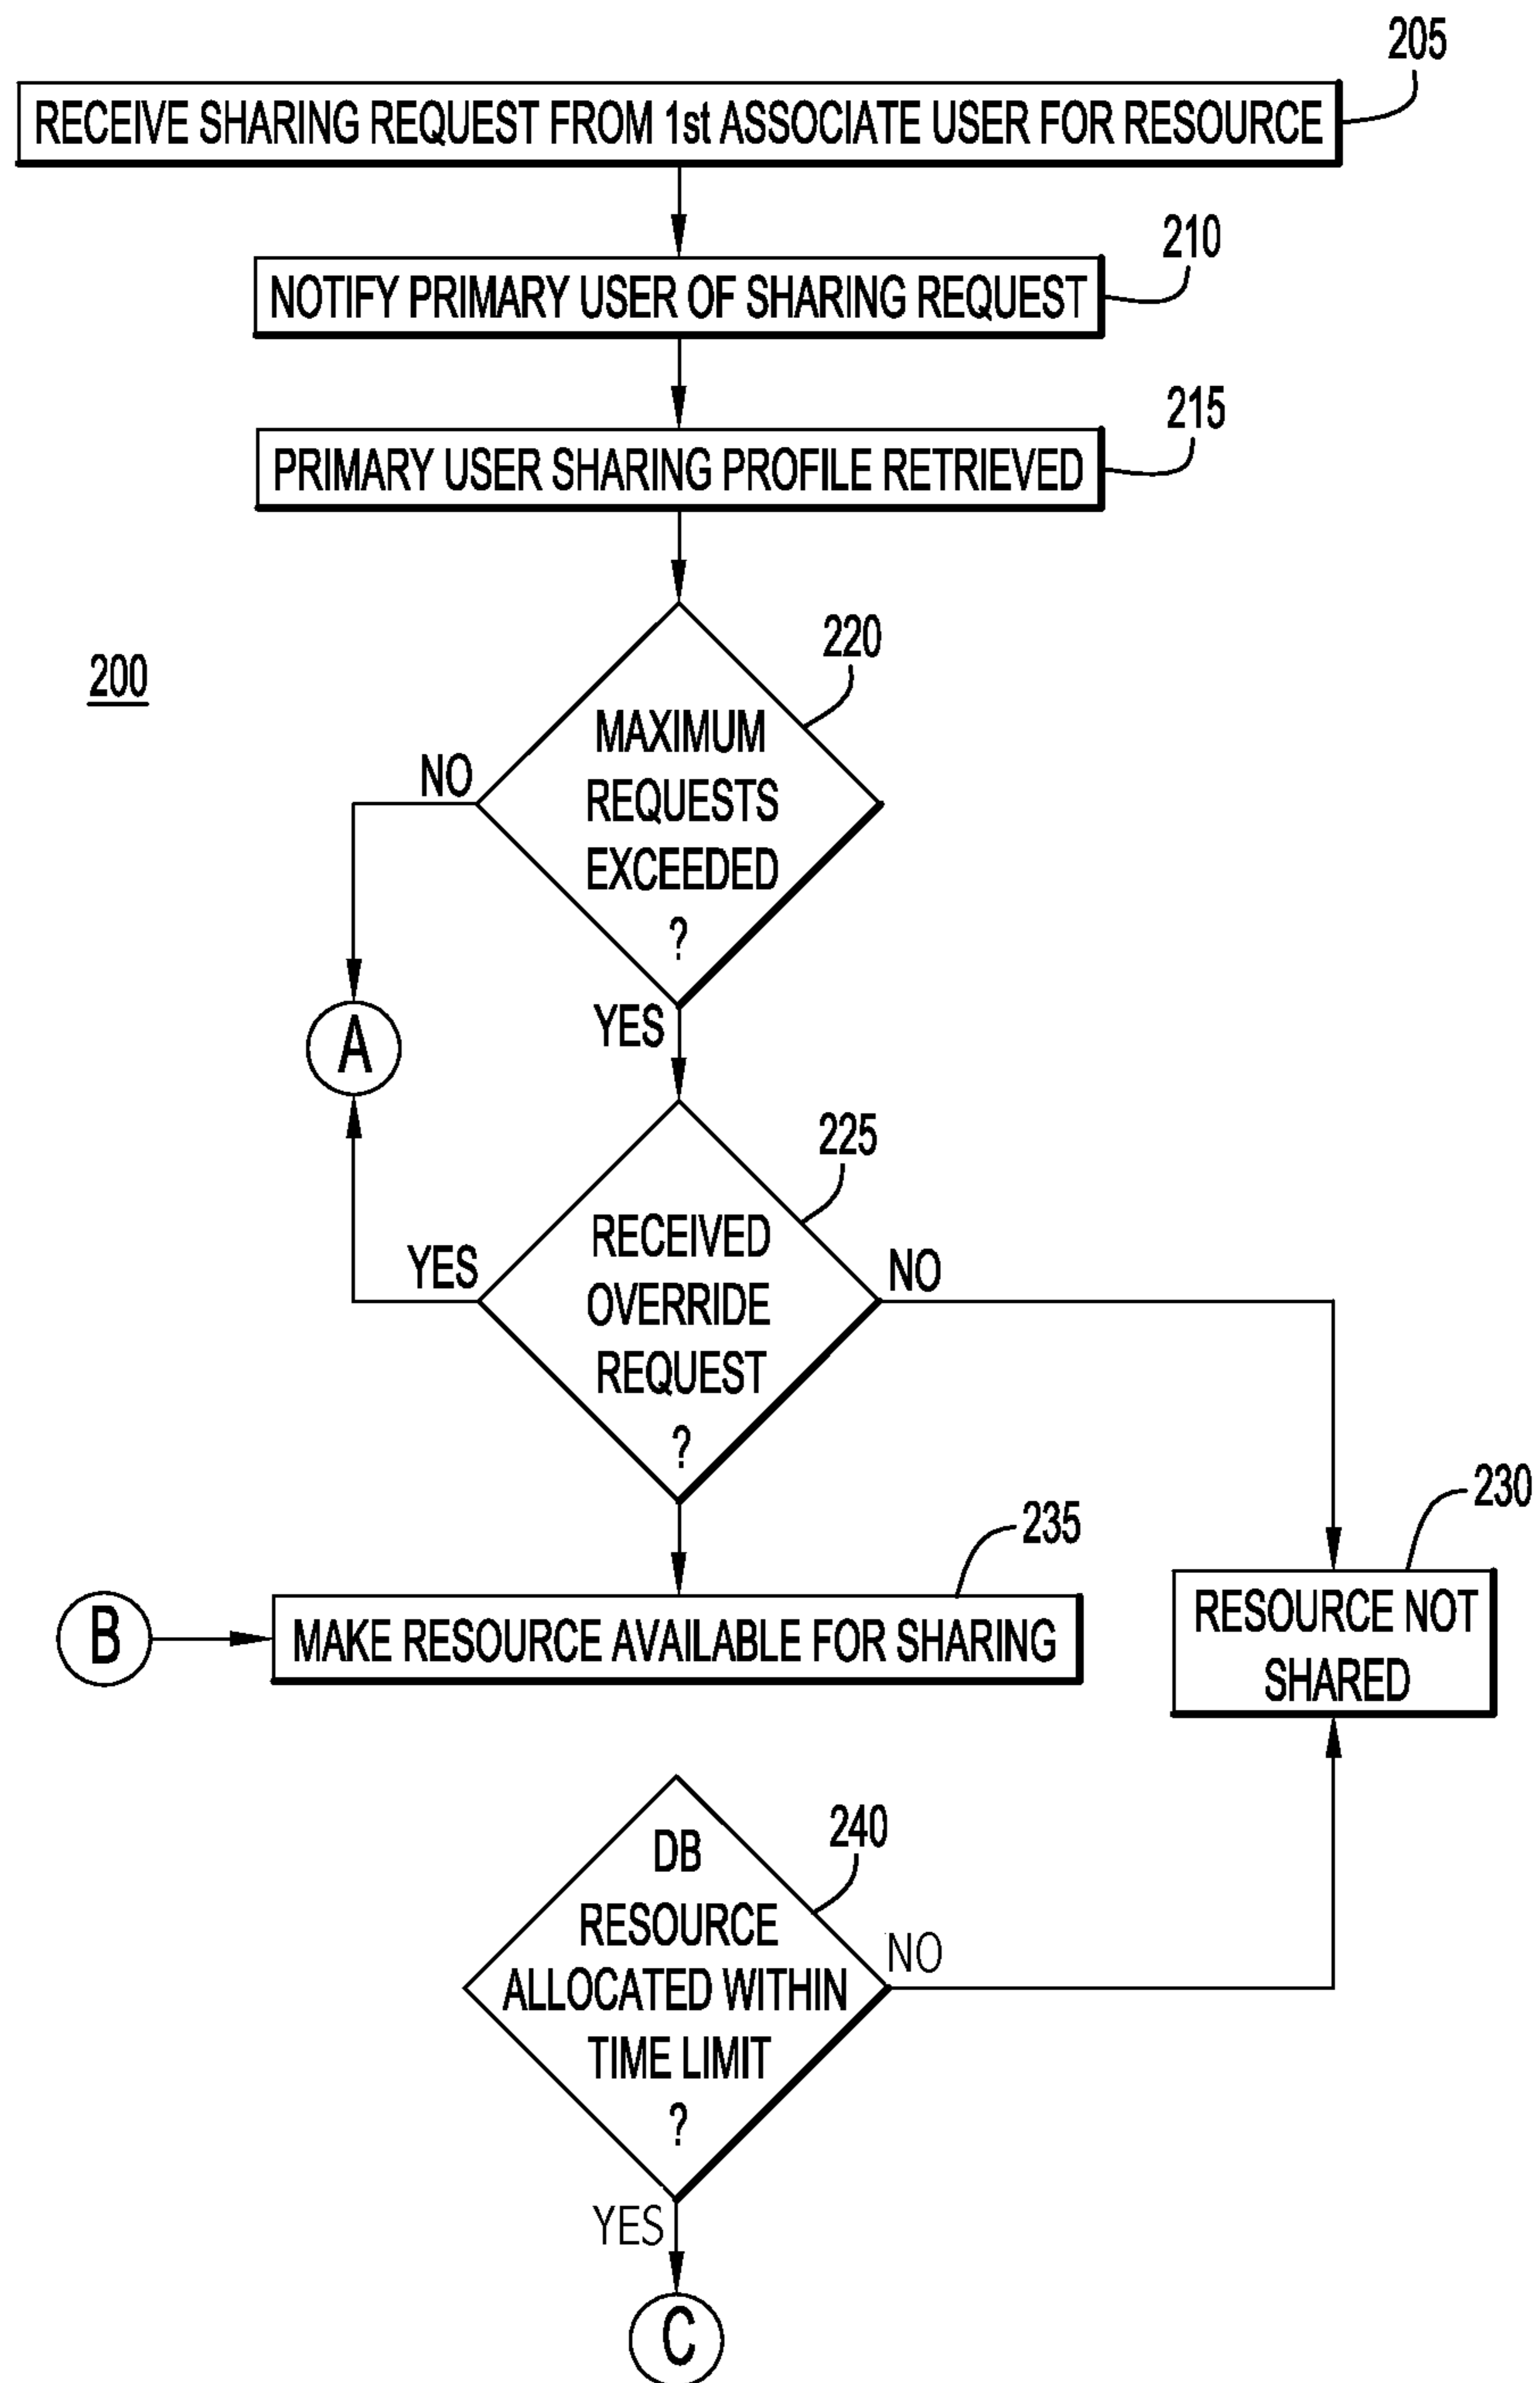 205
RECEIVE SHARING REQUEST FROM 1st ASSOCIATE USER FOR RESOURCE
210
NOTIFY PRIMARY USER OF SHARING REQUEST
215
PRIMARY USER SHARING PROFILE RETRIEVED
200
220
MAXIMUM
REQUESTS
EXCEEDED
?
NO
YES
A
225
RECEIVED
OVERRIDE
REQUEST
?
YES
NO
230
235
B
MAKE RESOURCE AVAILABLE FOR SHARING
RESOURCE NOT
SHARED
240
DB
RESOURCE
ALLOCATED WITHIN
TIME LIMIT
?
NO
YES
C